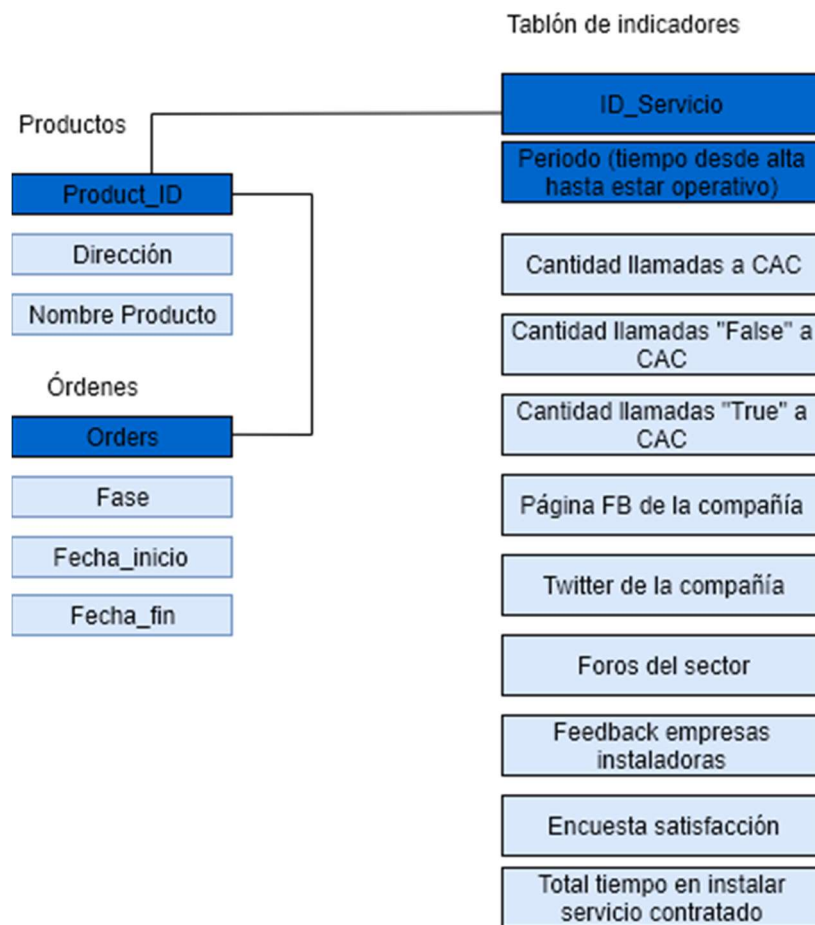 Tablón de indicadores
ID_Servicio
Productos
Periodo (tiempo desde alta
hasta estar operativo)
Product_ID
Dirección
Cantidad llamadas a CAC
Nombre Producto
Cantidad llamadas "False" a
CAC
Órdenes
Cantidad llamadas "True" a
CAC
Orders
Fase
Página FB de la compañía
Fecha_inicio
Twitter de la compañía
Fecha_fin
Foros del sector
Feedback empresas
instaladoras
Encuesta satisfacción
Total tiempo en instalar
servicio contratado